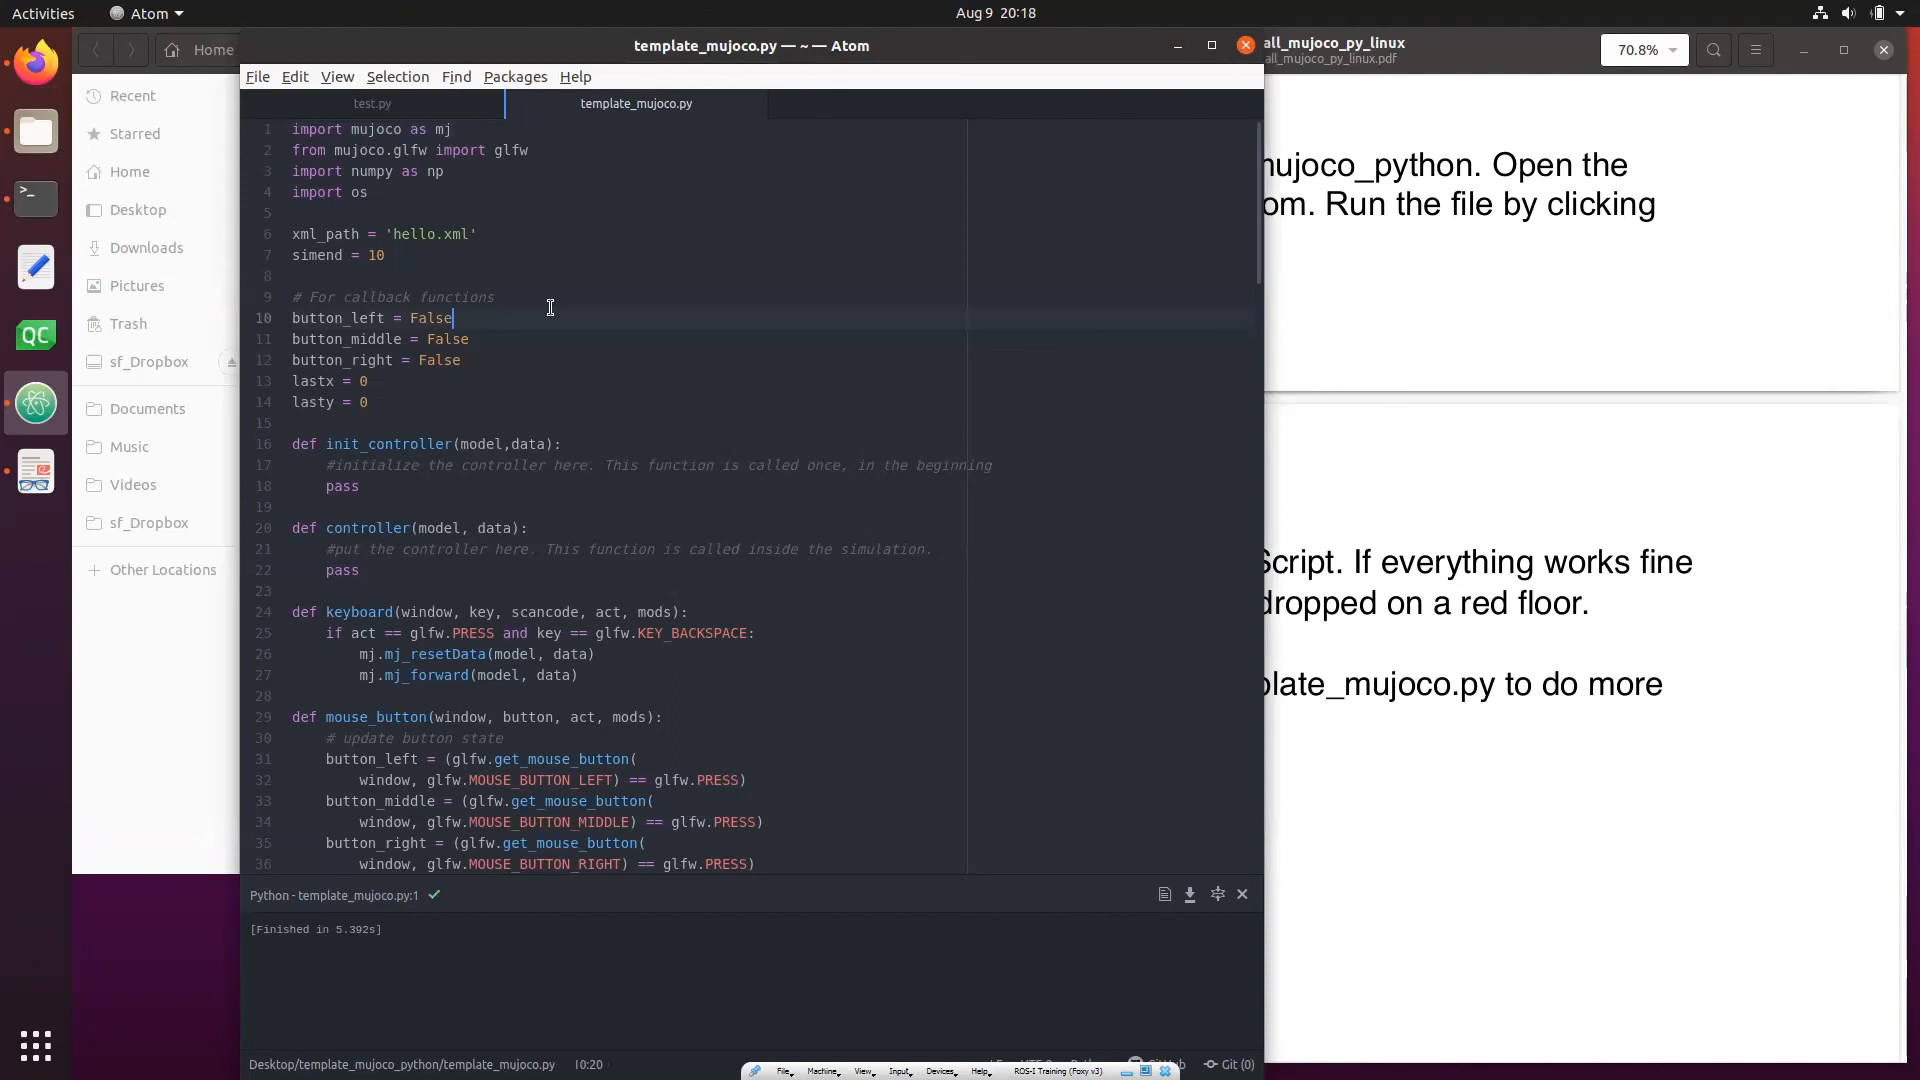 Activities
Atom
Aug 9 20:18
Home
template_mujoco.py — ~ — Atom
all_mujoco_py_linux
all_mujoco_py_linux.pdf
70.8%
File Edit View Selection Find Packages Help
test.py
template_mujoco.py
Recent
Starred
Home
Desktop
Downloads
Pictures
Trash
sf_Dropbox
Documents
Music
Videos
sf_Dropbox
+ Other Locations
1 import mujoco as mj
2 from mujoco.glfw import glfw
3 import numpy as np
4 import os
5
6 xml_path = 'hello.xml'
7 simend = 10
8
9 # For callback functions
10 button_left = False
11 button_middle = False
12 button_right = False
13 lastx = 0
14 lasty = 0
15
16 def init_controller(model,data):
17 #initialize the controller here. This function is called once, in the beginning
18 pass
19
20 def controller(model, data):
21 #put the controller here. This function is called inside the simulation.
22 pass
23
24 def keyboard(window, key, scancode, act, mods):
25 if act == glfw.PRESS and key == glfw.KEY_BACKSPACE:
26 mj.mj_resetData(model, data)
27 mj.mj_forward(model, data)
28
29 def mouse_button(window, button, act, mods):
30 # update button state
31 button_left = (glfw.get_mouse_button(
32 window, glfw.MOUSE_BUTTON_LEFT) == glfw.PRESS)
33 button_middle = (glfw.get_mouse_button(
34 window, glfw.MOUSE_BUTTON_MIDDLE) == glfw.PRESS)
35 button_right = (glfw.get_mouse_button(
36 window, glfw.MOUSE_BUTTON_RIGHT) == glfw.PRESS)
Python - template_mujoco.py:1
[Finished in 5.392s]
Desktop/template_mujoco_python/template_mujoco.py 10:20
Git (0)
File Machine View Input Devices Help ROS-I Training (Foxy v3)
QC
mujoco_python. Open the
om. Run the file by clicking
Script. If everything works fine
dropped on a red floor.
plate_mujoco.py to do more